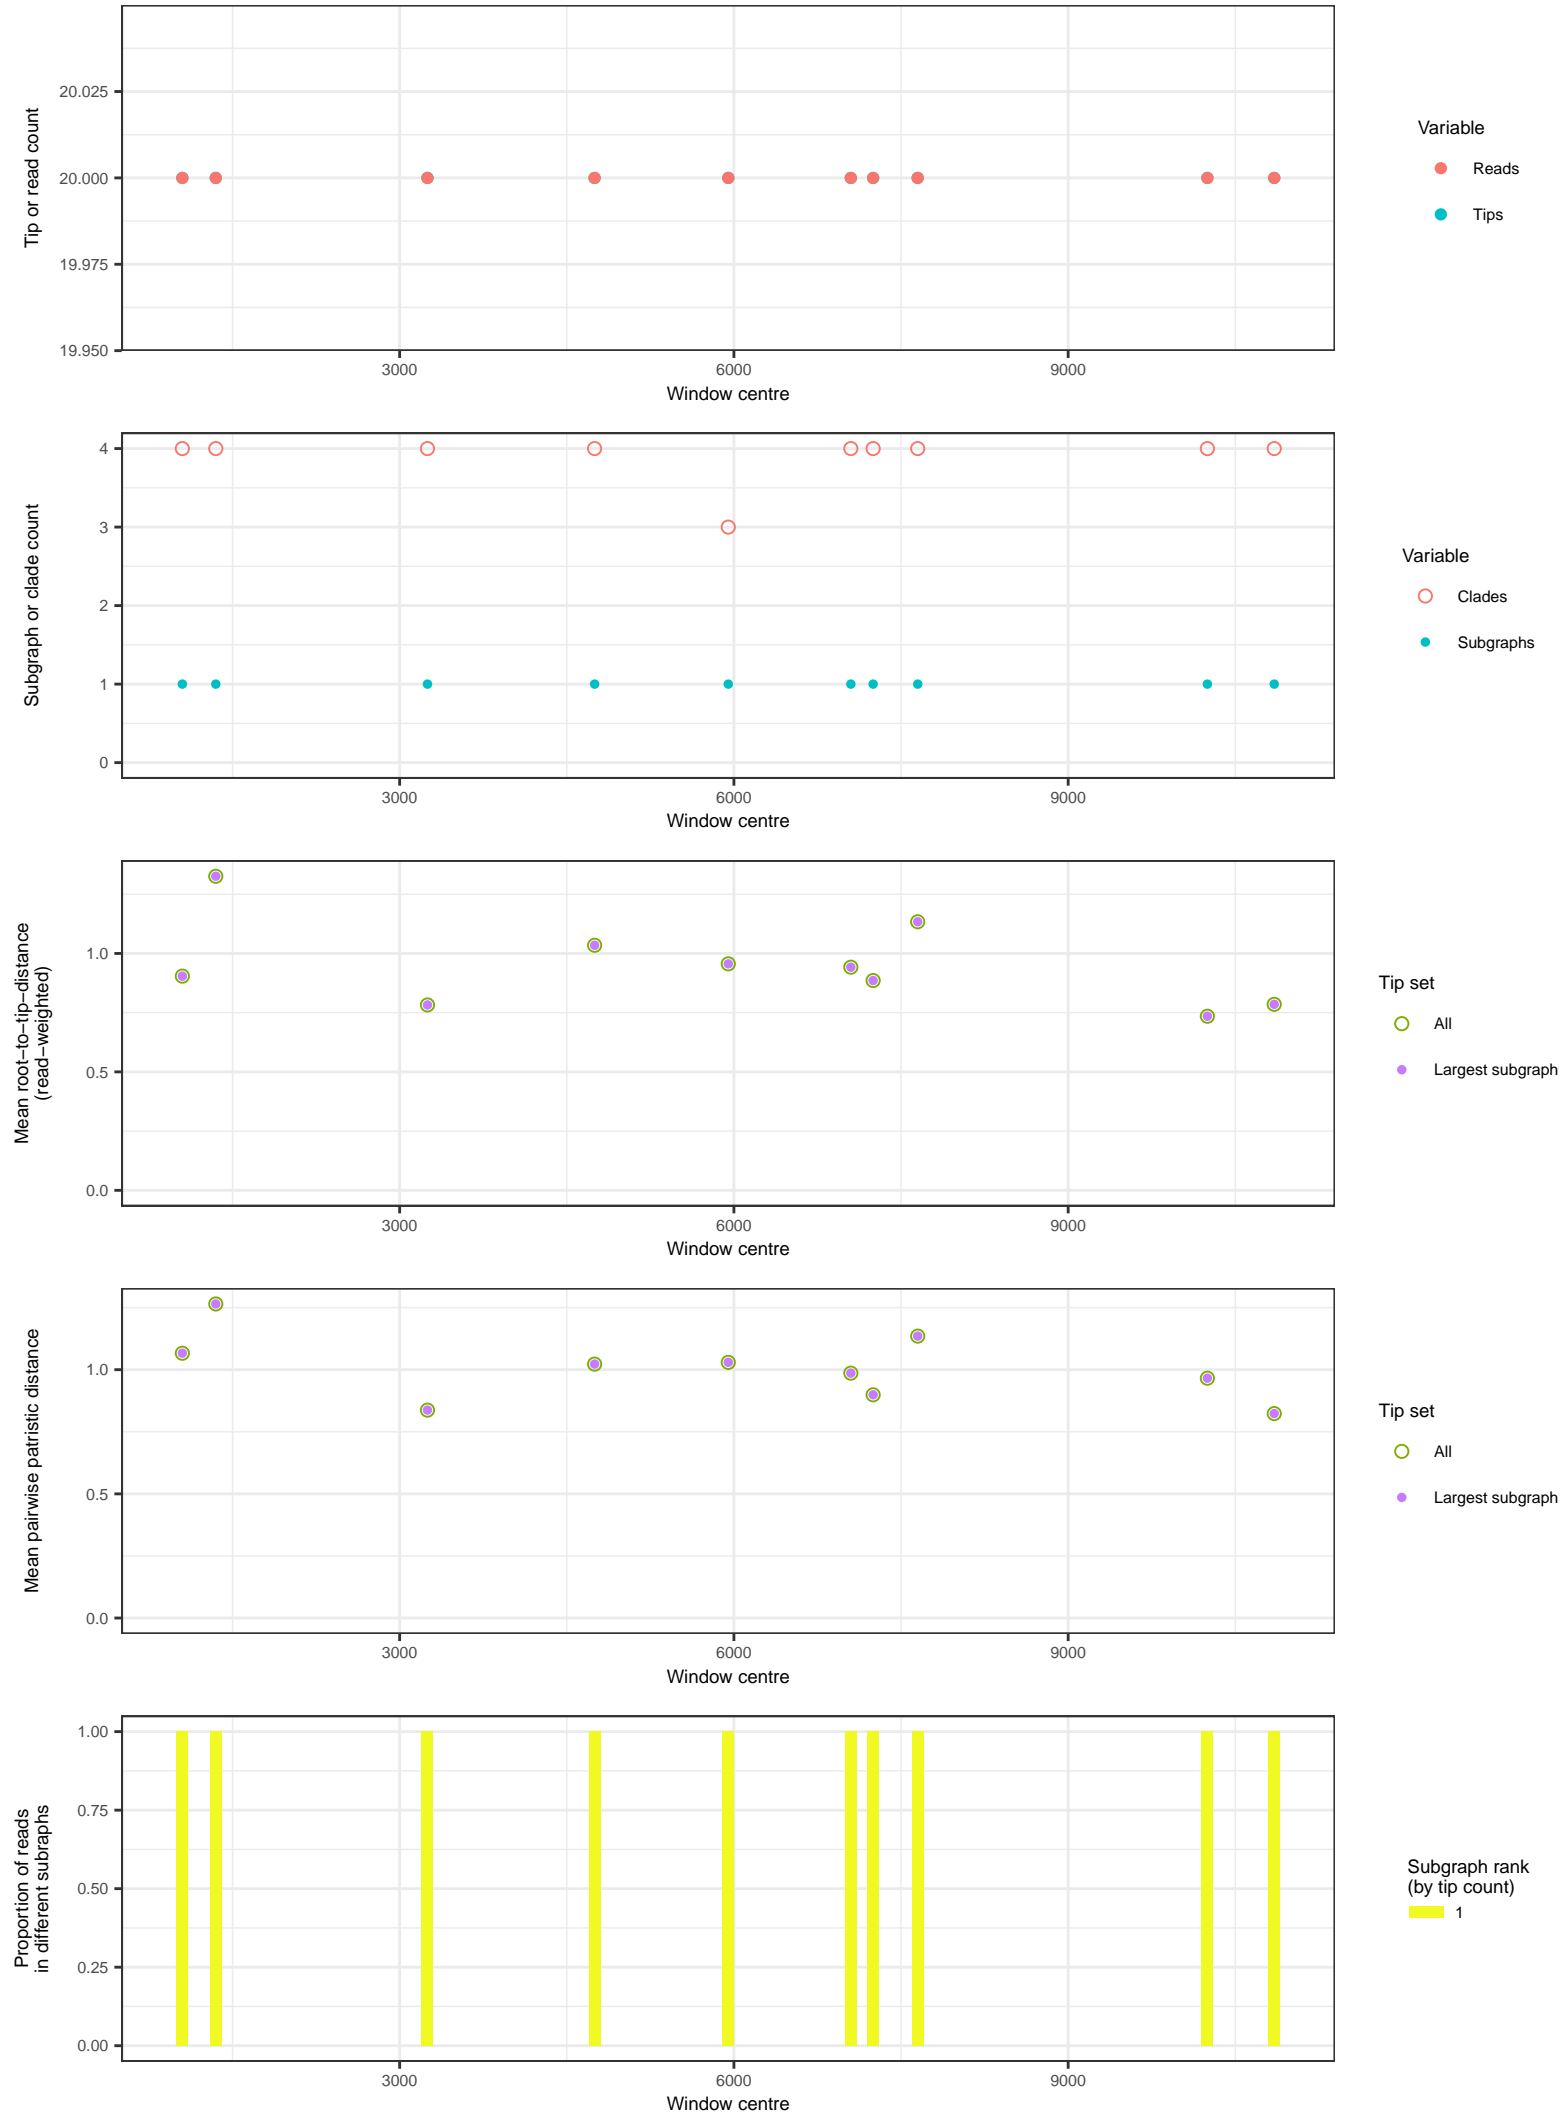 20.025
20.000
19.975
19.950
Tip or read count
3000 6000 9000
Window centre
Variable
Reads
Tips
4
3
2
1
0
Subgraph or clade count
3000 6000 9000
Window centre
Variable
Clades
Subgraphs
1.0
0.5
0.0
Mean root−to−tip−distance
(read−weighted)
3000 6000 9000
Window centre
Tip set
All
Largest subgraph
1.0
0.5
0.0
Mean pairwise patristic distance
3000 6000 9000
Window centre
Tip set
All
Largest subgraph
1.00
0.75
0.50
0.25
0.00
Proportion of reads
in different subraphs
3000 6000 9000
Window centre
Subgraph rank
(by tip count)
1